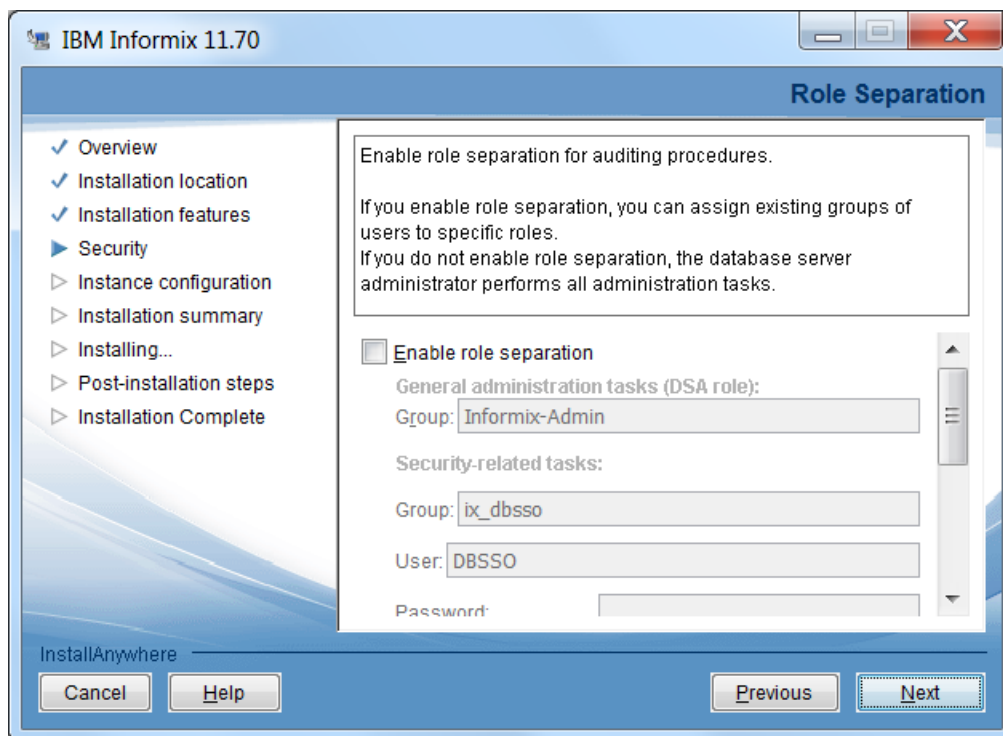 IBM Informix 11.70
Role Separation
Overview
Installation location
Installation features
Security
Instance configuration
Installation summary
Installing...
Post-installation steps
Installation Complete
Enable role separation for auditing procedures.
If you enable role separation, you can assign existing groups of
users to specific roles.
If you do not enable role separation, the database server
administrator performs all administration tasks.
Enable role separation
General administration tasks (DSA role):
Group: Informix-Admin
Security-related tasks:
Group: ix_dbsso
User: DBSSO
Password:
InstallAnywhere
Cancel Help Previous Next